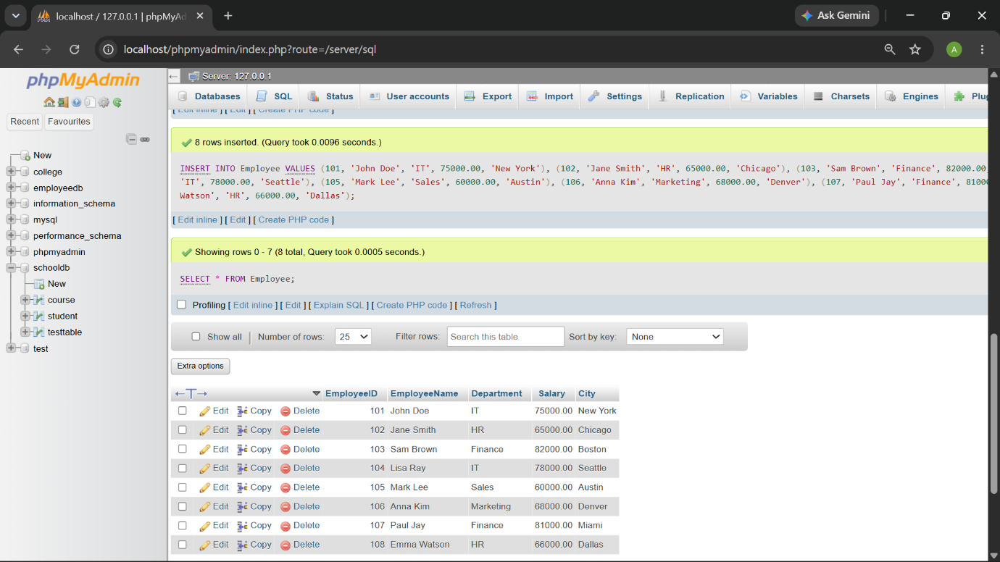 localhost / 127.0.0.1 | phpMyAd
Ask Gemini
localhost/phpmyadmin/index.php?route=/server/sql
A
phpMyAdmin
Recent
Favourites
New
college
employeedb
information_schema
mysql
performance_schema
phpmyadmin
schooldb
New
course
student
testtable
test
Server: 127.0.0.1
Databases SQL Status User accounts Export Import Settings Replication Variables Charsets Engines Plug
[ Edit inline ] [ Edit ] [ Create PHP code ]
8 rows inserted. (Query took 0.0096 seconds.)
INSERT INTO Employee VALUES (101, 'John Doe', 'IT', 75000.00, 'New York'), (102, 'Jane Smith', 'HR', 65000.00, 'Chicago'), (103, 'Sam Brown', 'Finance', 82000.00
'IT', 78000.00, 'Seattle'), (105, 'Mark Lee', 'Sales', 60000.00, 'Austin'), (106, 'Anna Kim', 'Marketing', 68000.00, 'Denver'), (107, 'Paul Jay', 'Finance', 8100
Watson', 'HR', 66000.00, 'Dallas');
[ Edit inline ] [ Edit ] [ Create PHP code ]
Showing rows 0 - 7 (8 total, Query took 0.0005 seconds.)
SELECT * FROM Employee;
Profiling [ Edit inline ] [ Edit ] [ Explain SQL ] [ Create PHP code ] [ Refresh ]
Show all | Number of rows: 25 Filter rows: Search this table Sort by key: None
Extra options
←T→ EmployeeID EmployeeName Department Salary City
Edit Copy Delete 101 John Doe IT 75000.00 New York
Edit Copy Delete 102 Jane Smith HR 65000.00 Chicago
Edit Copy Delete 103 Sam Brown Finance 82000.00 Boston
Edit Copy Delete 104 Lisa Ray IT 78000.00 Seattle
Edit Copy Delete 105 Mark Lee Sales 60000.00 Austin
Edit Copy Delete 106 Anna Kim Marketing 68000.00 Denver
Edit Copy Delete 107 Paul Jay Finance 81000.00 Miami
Edit Copy Delete 108 Emma Watson HR 66000.00 Dallas